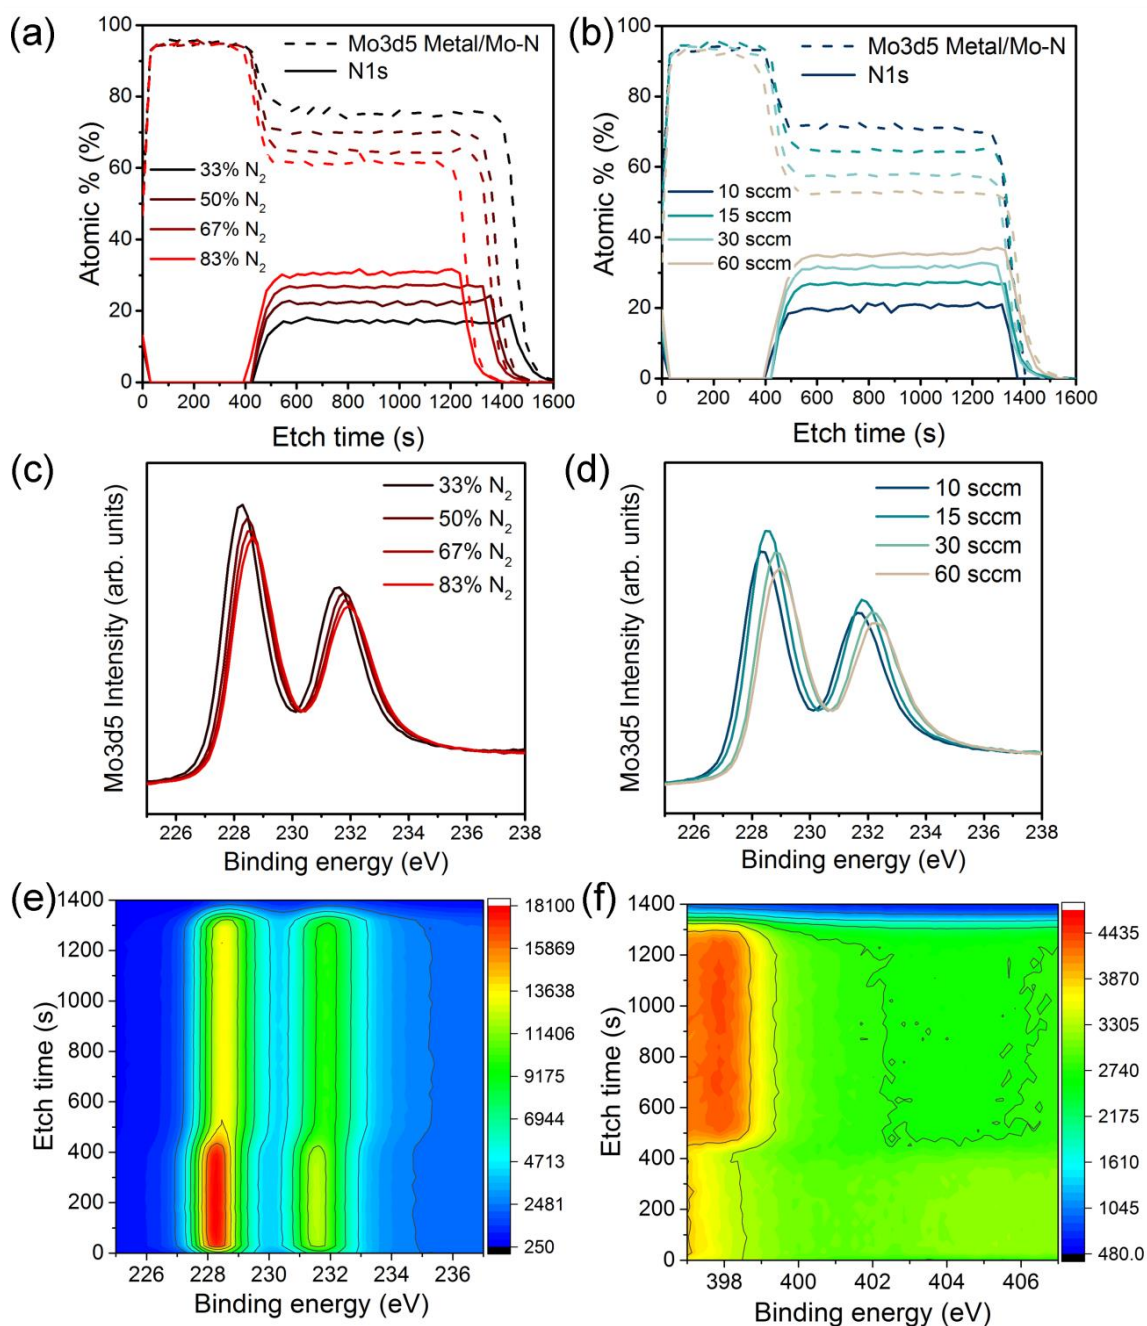 (a)
100
80
60
40
20
0
Atomic % (%)
Mo3d5 Metal/Mo-N
N1s
33% N2
50% N2
67% N2
83% N2
0 200 400 600 800 1000 1200 1400 1600
Etch time (s)
(b)
100
80
60
40
20
0
Atomic % (%)
Mo3d5 Metal/Mo-N
N1s
10 sccm
15 sccm
30 sccm
60 sccm
0 200 400 600 800 1000 1200 1400 1600
Etch time (s)
(c)
Mo3d5 Intensity (arb. units)
33% N2
50% N2
67% N2
83% N2
226 228 230 232 234 236 238
Binding energy (eV)
(d)
Mo3d5 Intensity (arb. units)
10 sccm
15 sccm
30 sccm
60 sccm
226 228 230 232 234 236 238
Binding energy (eV)
(e)
1400
1200
1000
800
600
400
200
0
Etch time (s)
226 228 230 232 234 236
Binding energy (eV)
18100
15869
13638
11406
9175
6944
4713
2481
250
(f)
1400
1200
1000
800
600
400
200
0
Etch time (s)
398 400 402 404 406
Binding energy (eV)
4435
3870
3305
2740
2175
1610
1045
480.0